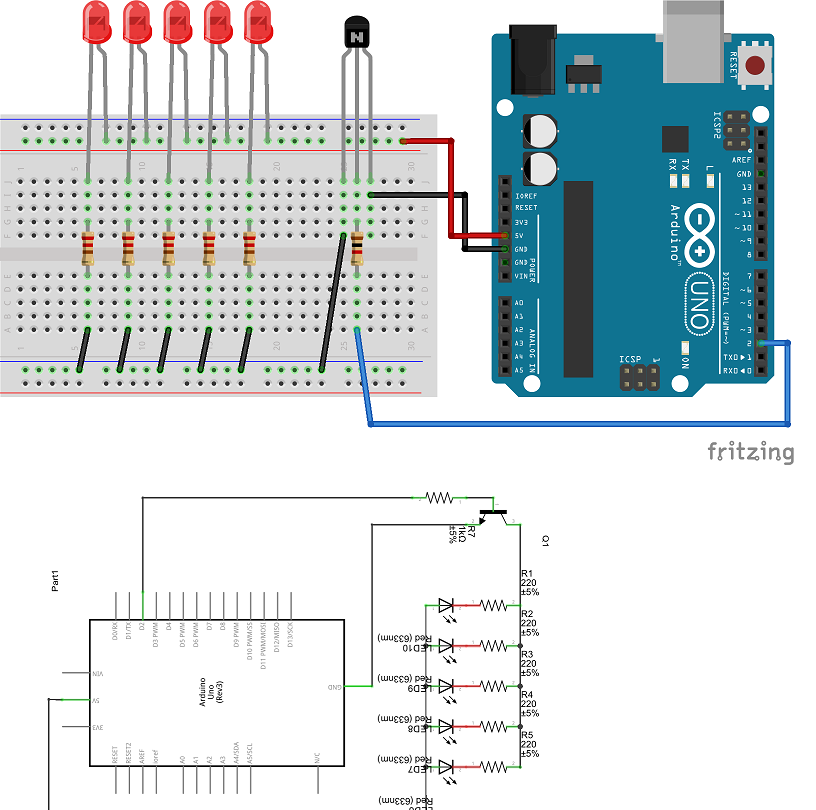 N
RESET
ICSP2
AREF
GND
RX
TX
L
13
12
~11
~10
~9
8
IOREF
RESET
3V3
5V
GND
GND
VIN
POWER
Arduino™
UNO
DIGITAL (PWM=~)
7
~6
~5
4
~3
2
TX0▶1
RX0◀0
A0
A1
A2
A3
A4
A5
ANALOG IN
ICSP
1
ON
J
I
H
G
F
E
D
C
B
A
1
5
10
15
20
25
30
fritzing
Part1
R7
1kΩ
±5%
Q1
D0/RX
D1/TX
D2
D3 PWM
D4
D5 PWM
D6 PWM
D7
D8
D9 PWM
D10 PWM/SS
D11 PWM/MOSI
D12/MISO
D13/SCK
VIN
5V
3V3
Arduino
Uno
(Rev3)
GND
RESET
RESET2
AREF
ioref
A0
A1
A2
A3
A4/SDA
A5/SCL
N/C
R1
220
±5%
R2
220
±5%
R3
220
±5%
R4
220
±5%
R5
220
±5%
Red (633nm)
LED10
Red (633nm)
LED9
Red (633nm)
LED8
Red (633nm)
LED7
Red (633nm)